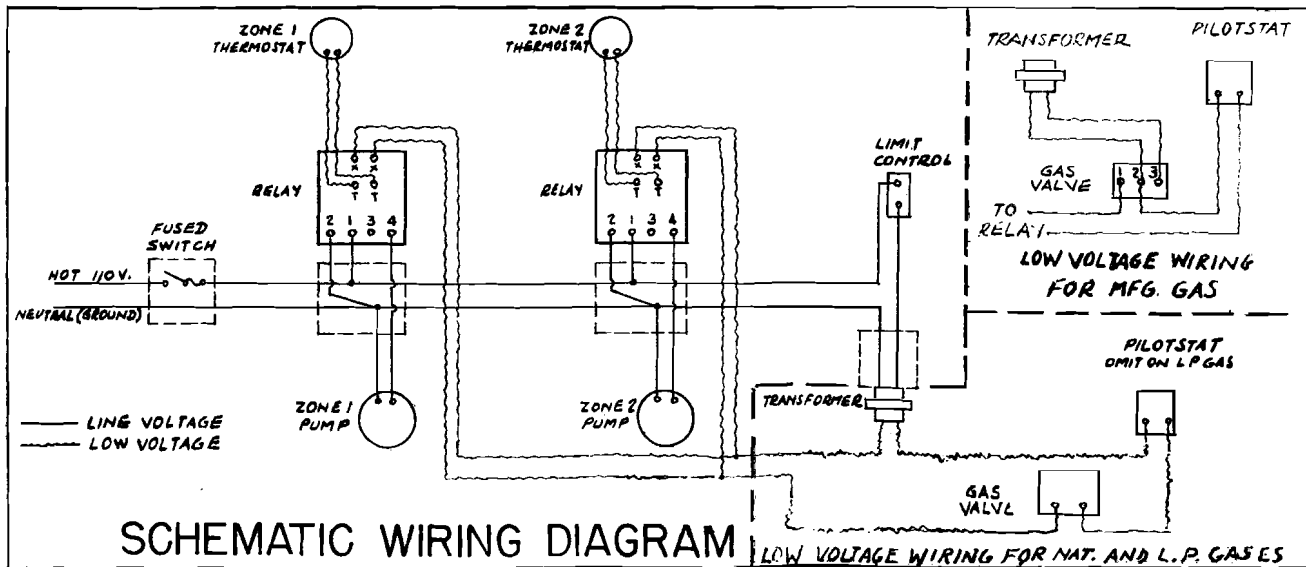 ZONE 1
THERMOSTAT
ZONE 2
THERMOSTAT
TRANSFORMER
PILOTSTAT
X X
T T
RELAY
2 1 3 4
X X
T T
RELAY
2 1 3 4
LIMIT
CONTROL
GAS
VALVE
1 2 3
TO
RELAY
LOW VOLTAGE WIRING
FOR MFG. GAS
FUSED
SWITCH
HOT 110V.
NEUTRAL (GROUND)
PILOTSTAT
OMIT ON L P GAS
ZONE 1
PUMP
ZONE 2
PUMP
TRANSFORMER
LINE VOLTAGE
LOW VOLTAGE
GAS
VALVE
SCHEMATIC WIRING DIAGRAM
LOW VOLTAGE WIRING FOR NAT. AND L.P. GASES